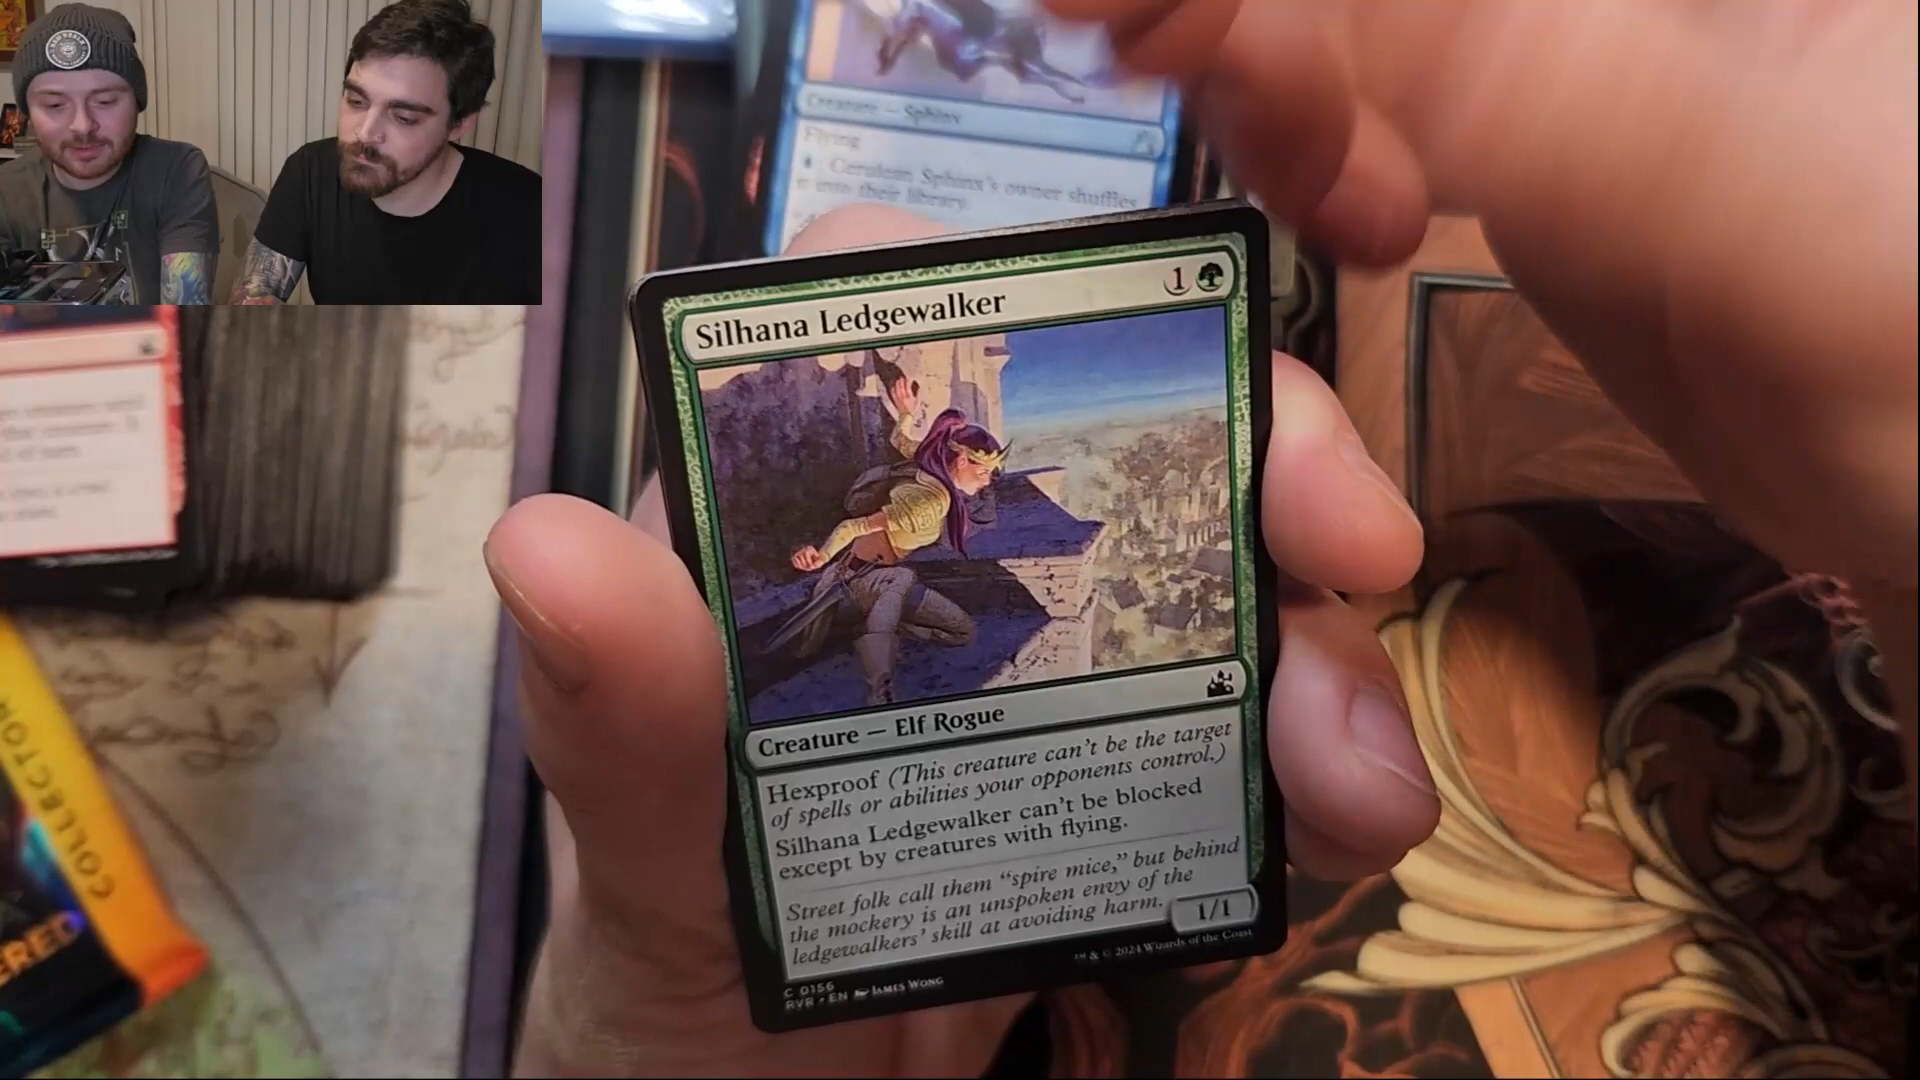 Creature — Sphinx
Flying
: Cerulean Sphinx's owner shuffles
it into their library.
Silhana Ledgewalker
1
Creature — Elf Rogue
Hexproof (This creature can't be the target
of spells or abilities your opponents control.)
Silhana Ledgewalker can't be blocked
except by creatures with flying.
Street folk call them “spire mice,” but behind
the mockery is an unspoken envy of the
ledgewalkers' skill at avoiding harm.
1/1
™ & © 2024 Wizards of the Coast
C 0156
RVR • EN JAMES WONG
COLLECTOR
ERED